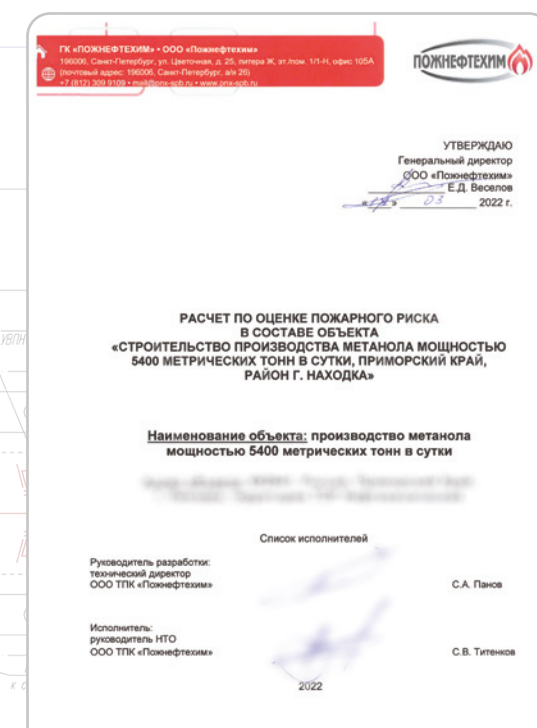 ГК «ПОЖНЕФТЕХИМ» • ООО «Пожнефтехим»
196006, Санкт-Петербург, ул. Цветочная, д. 25, литера Ж, эт./пом. 1/1-Н, офис 105А
(почтовый адрес: 196006, Санкт-Петербург, а/я 26)
+7 (812) 309 9109 • mail@pnx-spb.ru • www.pnx-spb.ru
ПОЖНЕФТЕХИМ
УТВЕРЖДАЮ
Генеральный директор
ООО «Пожнефтехим»
Е.Д. Веселов
« » 03 2022 г.
РАСЧЕТ ПО ОЦЕНКЕ ПОЖАРНОГО РИСКА
В СОСТАВЕ ОБЪЕКТА
«СТРОИТЕЛЬСТВО ПРОИЗВОДСТВА МЕТАНОЛА МОЩНОСТЬЮ
5400 МЕТРИЧЕСКИХ ТОНН В СУТКИ, ПРИМОРСКИЙ КРАЙ,
РАЙОН Г. НАХОДКА»
Наименование объекта: производство метанола
мощностью 5400 метрических тонн в сутки
Список исполнителей
Руководитель разработки:
технический директор
ООО ТПК «Пожнефтехим»
С.А. Панов
Исполнитель:
руководитель НТО
ООО ТПК «Пожнефтехим»
С.В. Титенков
2022